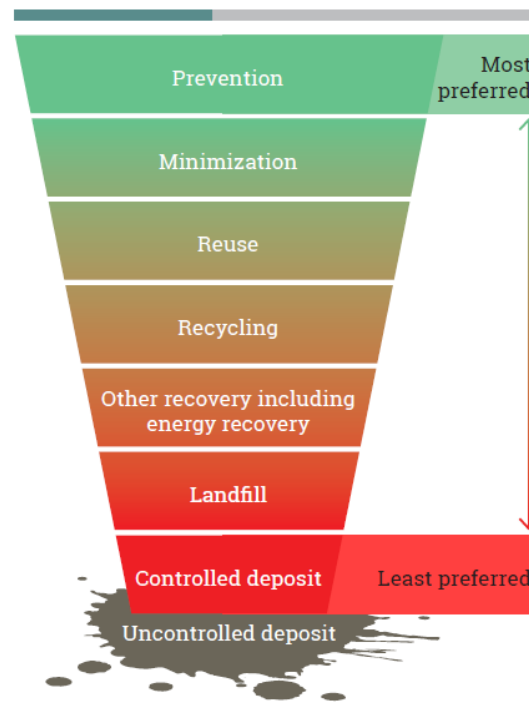 Prevention
Most
preferred
Minimization
Reuse
Recycling
Other recovery including
energy recovery
Landfill
Controlled deposit
Least preferred
Uncontrolled deposit